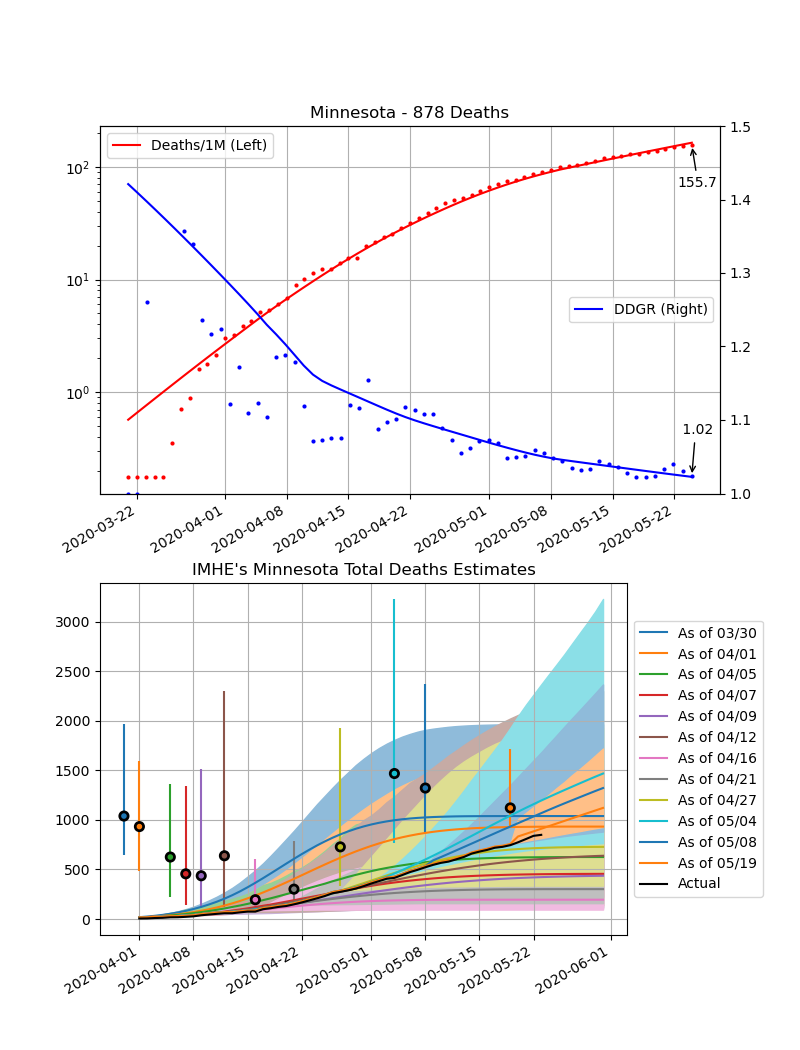 Minnesota - 878 Deaths
Deaths/1M (Left)
DDGR (Right)
155.7
1.02
10²
10¹
10⁰
1.5
1.4
1.3
1.2
1.1
1.0
2020-03-22
2020-04-01
2020-04-08
2020-04-15
2020-04-22
2020-05-01
2020-05-08
2020-05-15
2020-05-22
IMHE's Minnesota Total Deaths Estimates
3000
2500
2000
1500
1000
500
0
2020-04-01
2020-04-08
2020-04-15
2020-04-22
2020-05-01
2020-05-08
2020-05-15
2020-05-22
2020-06-01
As of 03/30
As of 04/01
As of 04/05
As of 04/07
As of 04/09
As of 04/12
As of 04/16
As of 04/21
As of 04/27
As of 05/04
As of 05/08
As of 05/19
Actual